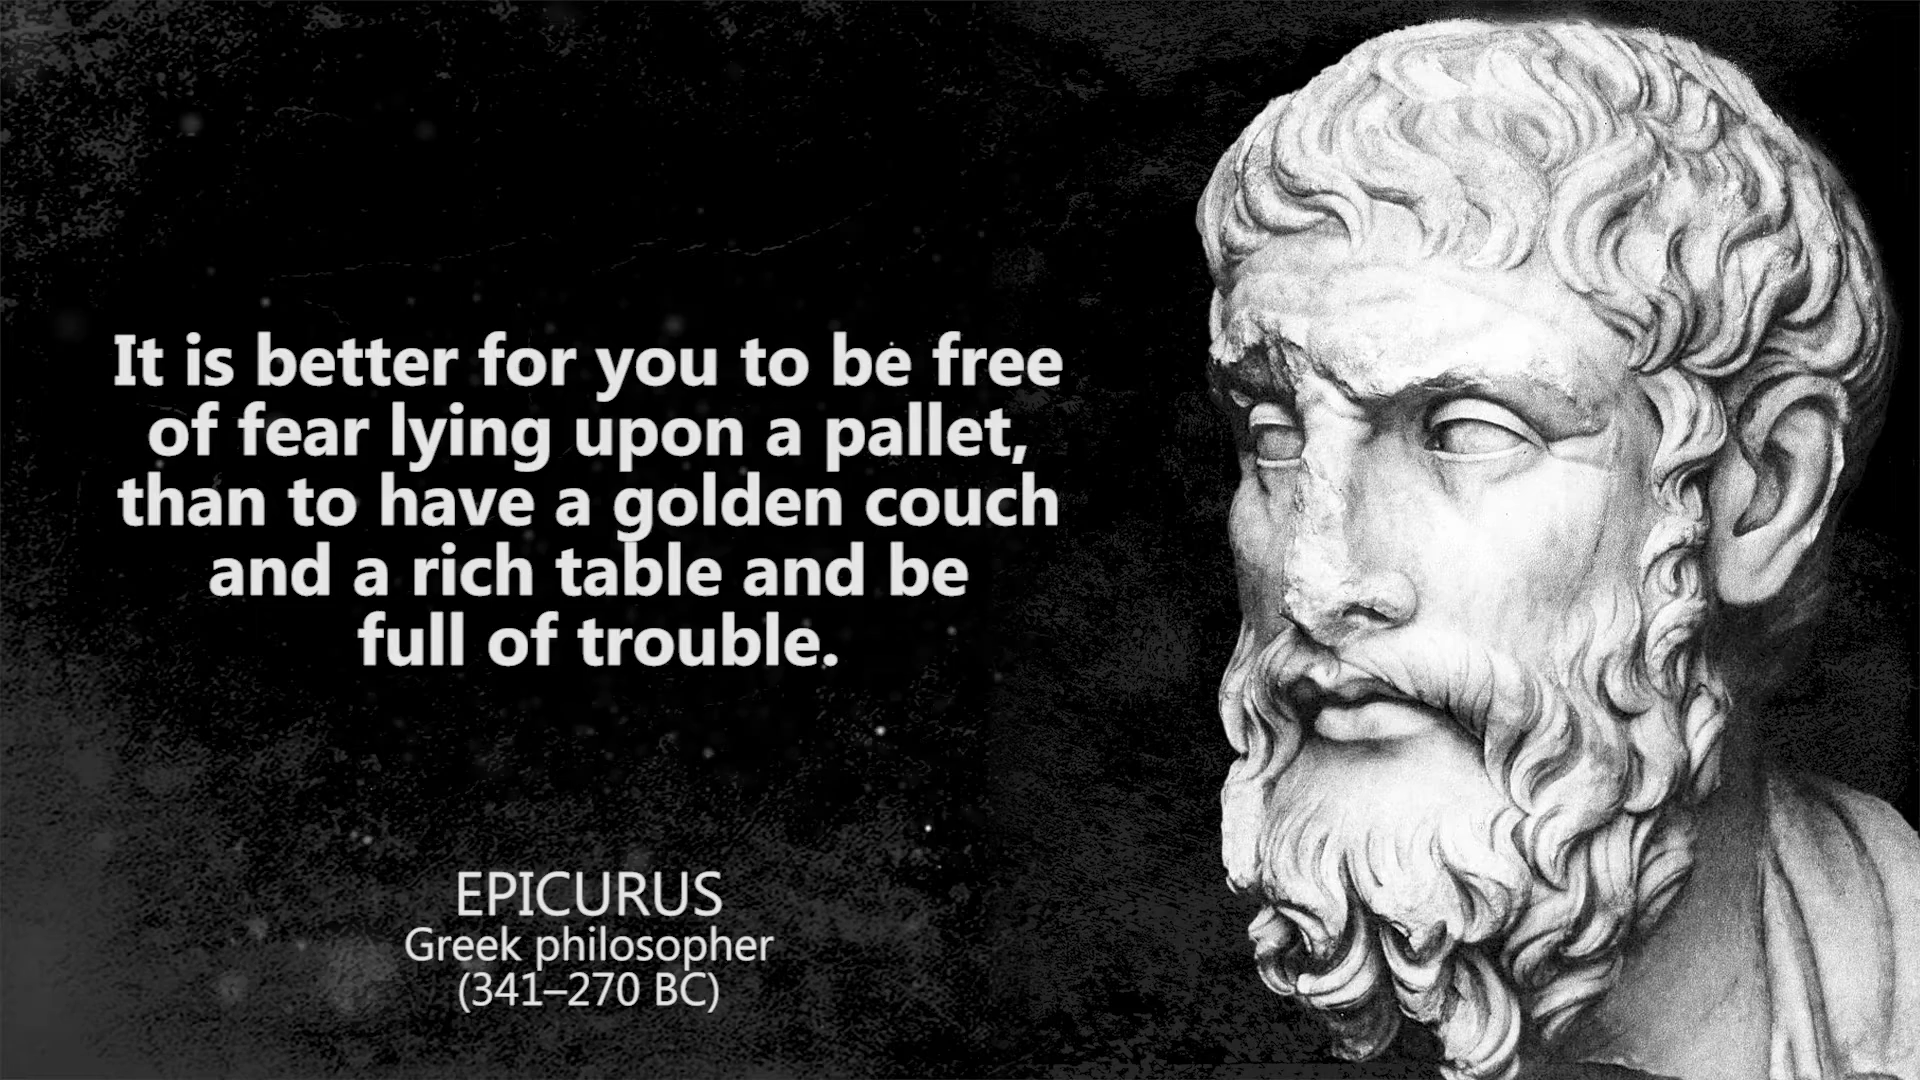 It is better for you to be free
of fear lying upon a pallet,
than to have a golden couch
and a rich table and be
full of trouble.
EPICURUS
Greek philosopher
(341–270 BC)